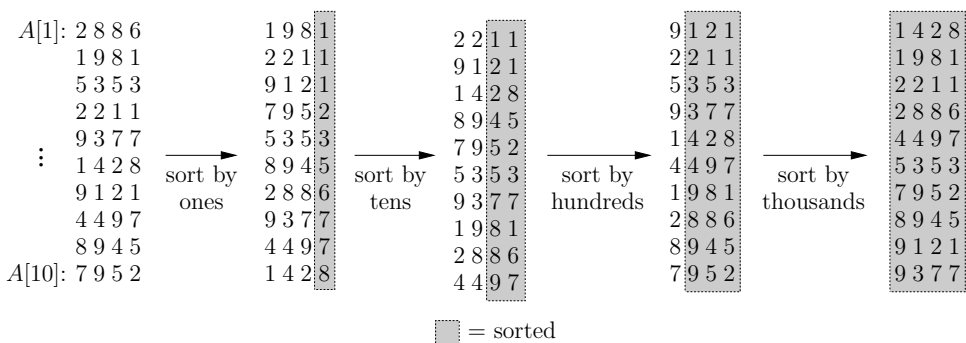 A[1]: 2 8 8 6
1 9 8 1
5 3 5 3
2 2 1 1
9 3 7 7
1 4 2 8
9 1 2 1
4 4 9 7
8 9 4 5
A[10]: 7 9 5 2
sort by
ones
1 9 8 1
2 2 1 1
9 1 2 1
7 9 5 2
5 3 5 3
8 9 4 5
2 8 8 6
9 3 7 7
4 4 9 7
1 4 2 8
sort by
tens
2 2 1 1
9 1 2 1
1 4 2 8
8 9 4 5
7 9 5 2
5 3 5 3
9 3 7 7
1 9 8 1
2 8 8 6
4 4 9 7
sort by
hundreds
9 1 2 1
2 2 1 1
5 3 5 3
9 3 7 7
1 4 2 8
4 4 9 7
1 9 8 1
2 8 8 6
8 9 4 5
7 9 5 2
sort by
thousands
1 4 2 8
1 9 8 1
2 2 1 1
2 8 8 6
4 4 9 7
5 3 5 3
7 9 5 2
8 9 4 5
9 1 2 1
9 3 7 7
= sorted